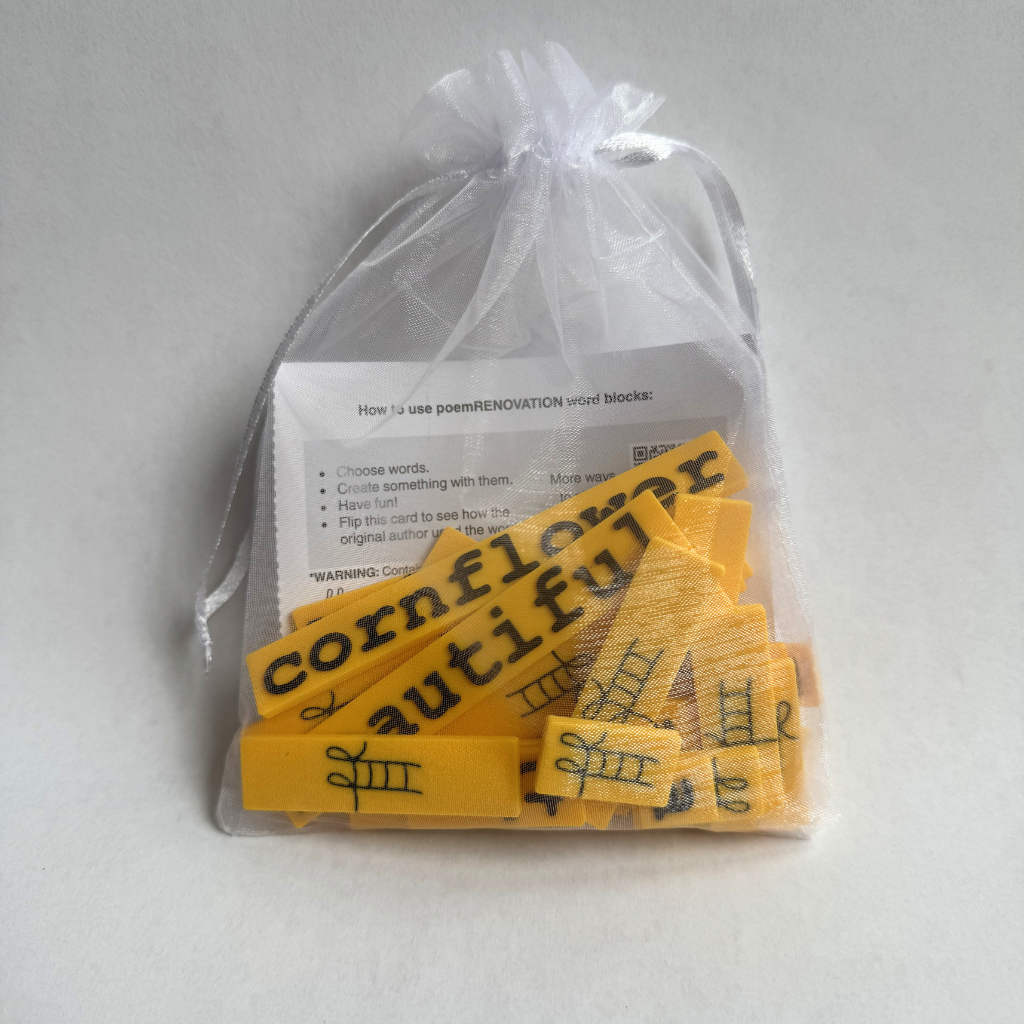 How to use poemRENOVATION word blocks:
• Choose words.
• Create something with them.
• Have fun!
• Flip this card to see how the
original author used the
More ways
to
*WARNING:
cornflower
autiful